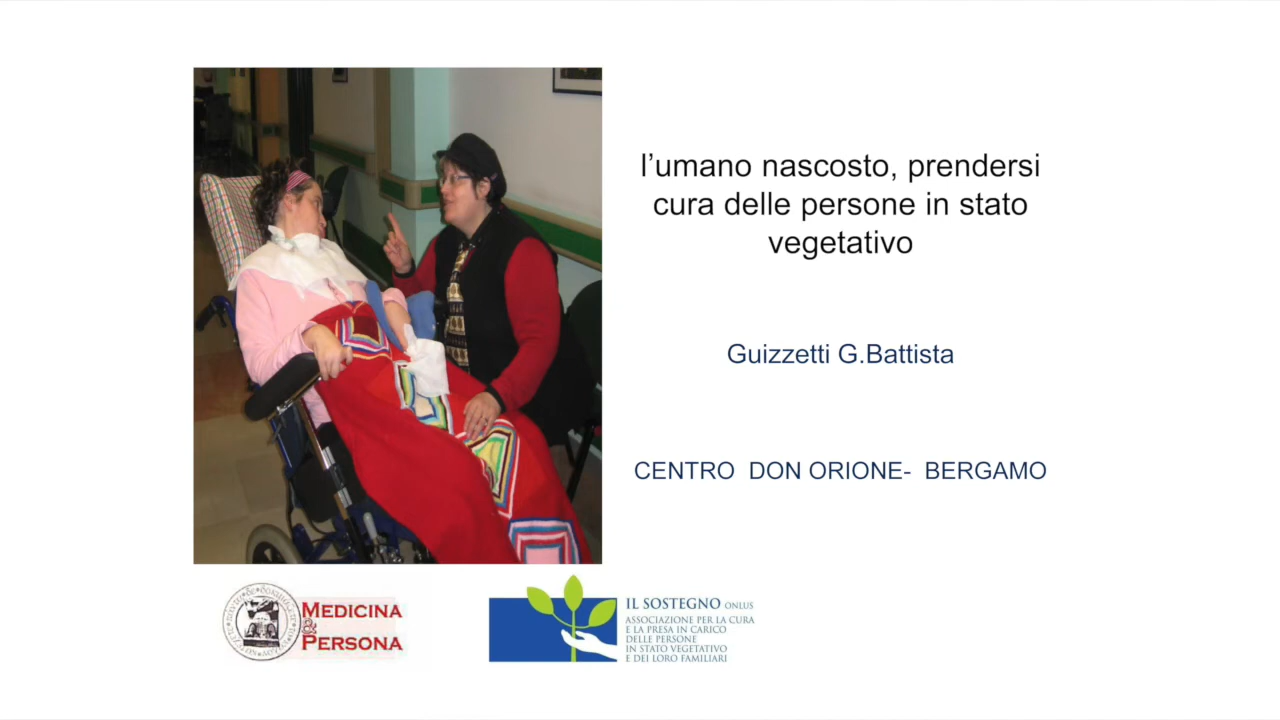 l’umano nascosto, prendersi
cura delle persone in stato
vegetativo
Guizzetti G.Battista
CENTRO DON ORIONE- BERGAMO
MEDICINA
&
PERSONA
IL SOSTEGNO ONLUS
ASSOCIAZIONE PER LA CURA
E LA PRESA IN CARICO
DELLE PERSONE
IN STATO VEGETATIVO
E DEI LORO FAMILIARI